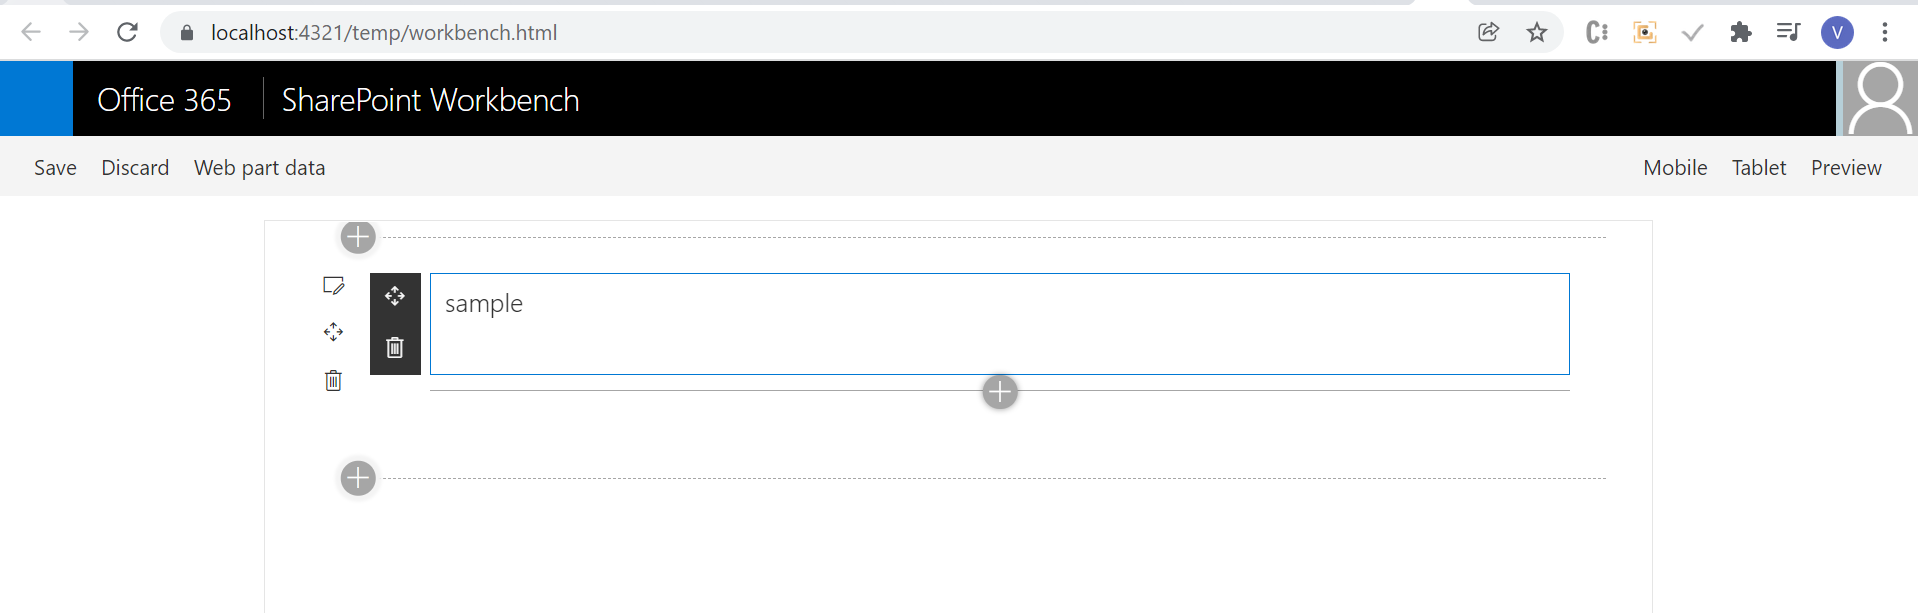 localhost:4321/temp/workbench.html
V
Office 365 SharePoint Workbench
Save Discard Web part data Mobile Tablet Preview
sample